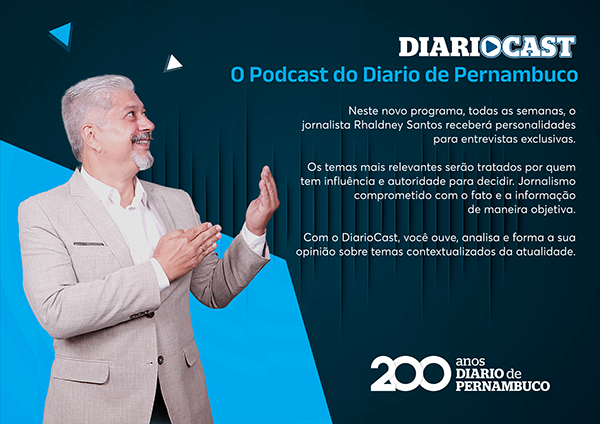 DIARIOCAST
O Podcast do Diario de Pernambuco
Neste novo programa, todas as semanas, o
jornalista Rhaldney Santos receberá personalidades
para entrevistas exclusivas.
Os temas mais relevantes serão tratados por quem
tem influência e autoridade para decidir. Jornalismo
comprometido com o fato e a informação
de maneira objetiva.
Com o DiarioCast, você ouve, analisa e forma a sua
opinião sobre temas contextualizados da atualidade.
200 anos
DIARIO de
PERNAMBUCO